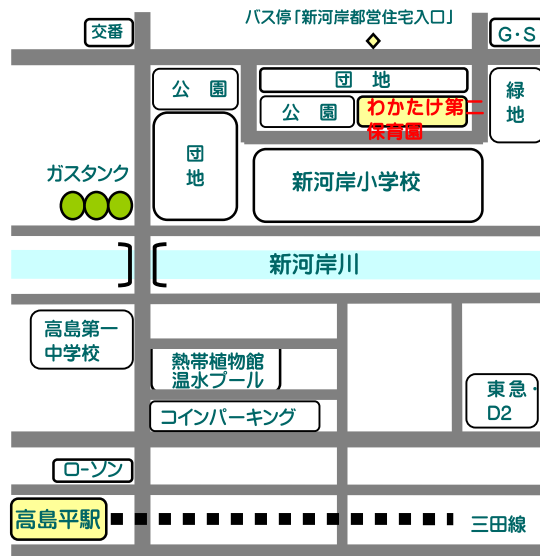 バス停「新河岸都営住宅入口」
交番
G・S
団 地
公 園
緑
地
公 園
わかたけ第二
保育園
団
地
ガスタンク
新河岸小学校
新河岸川
高島第一
中学校
熱帯植物館
温水プール
東急・
D2
コインパーキング
ローソン
高島平駅
三田線